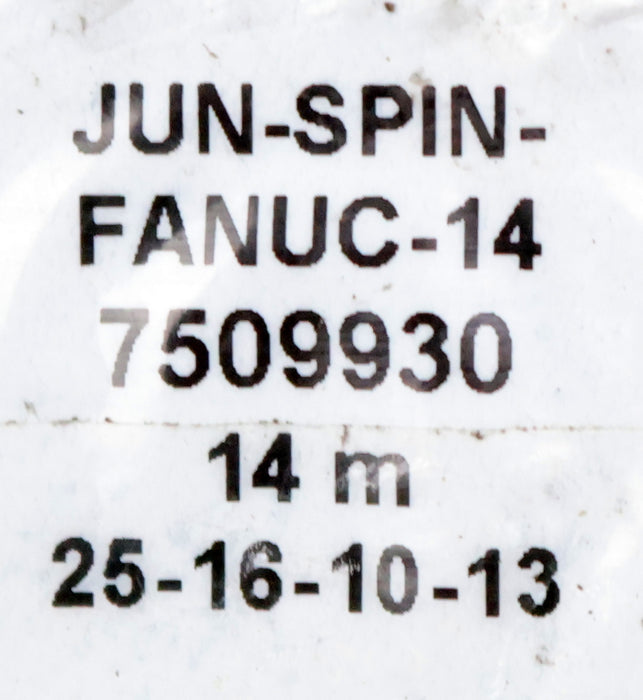 JUN-SPIN-
FANUC-14
7509930
14 m
25-16-10-13